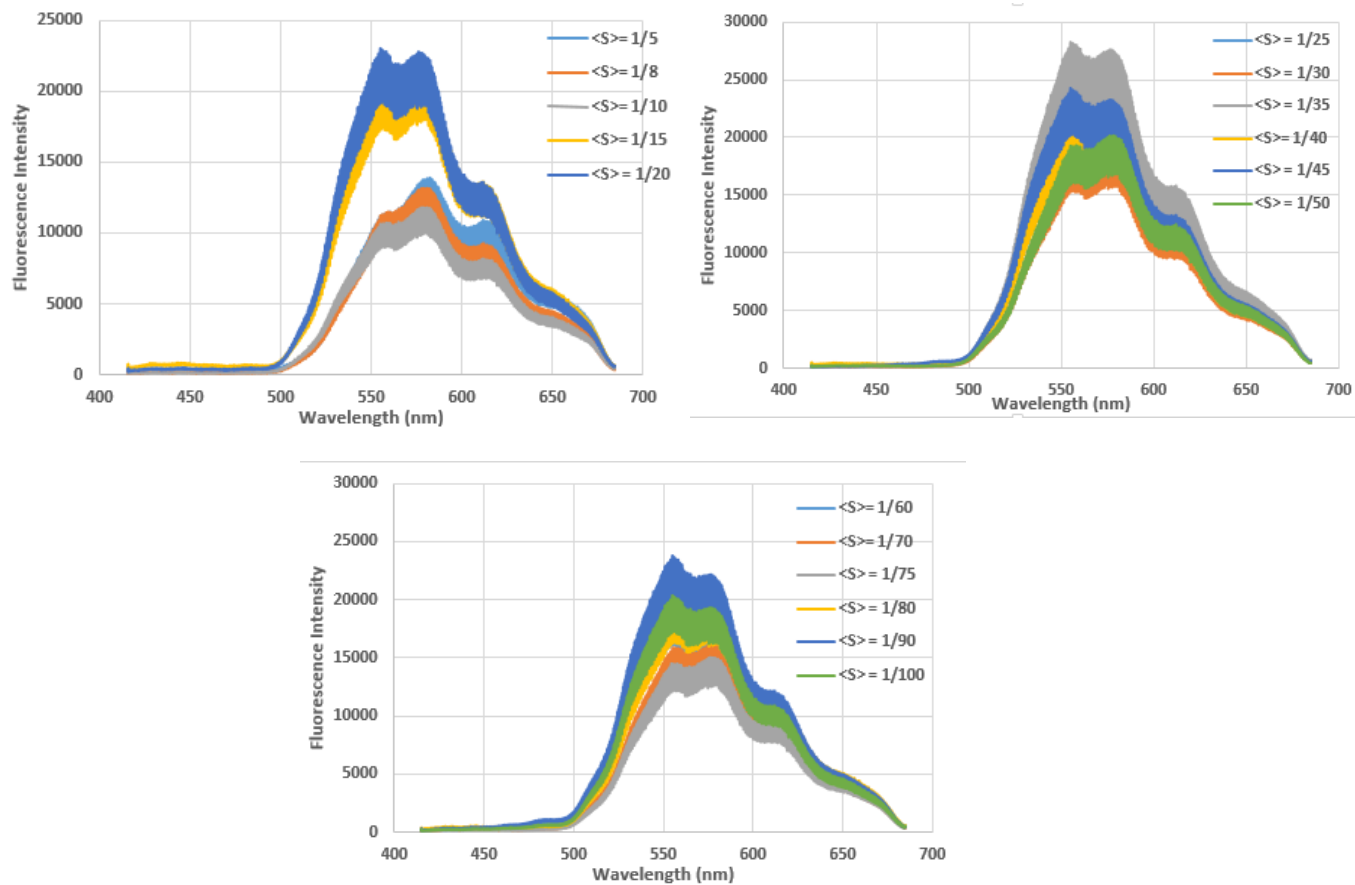 25000
20000
15000
10000
5000
0
Fluorescence Intensity
<S>= 1/5
<S>= 1/8
<S>= 1/10
<S>= 1/15
<S>= 1/20
400 450 500 550 600 650 700
Wavelength (nm)
30000
25000
20000
15000
10000
5000
0
Fluorescence Intensity
<S>= 1/25
<S>= 1/30
<S>= 1/35
<S>= 1/40
<S>= 1/45
<S>= 1/50
400 450 500 550 600 650 700
Wavelength (nm)
30000
25000
20000
15000
10000
5000
0
Fluorescence Intensity
<S>= 1/60
<S>= 1/70
<S>= 1/75
<S>= 1/80
<S>= 1/90
<S>= 1/100
400 450 500 550 600 650 700
Wavelength (nm)